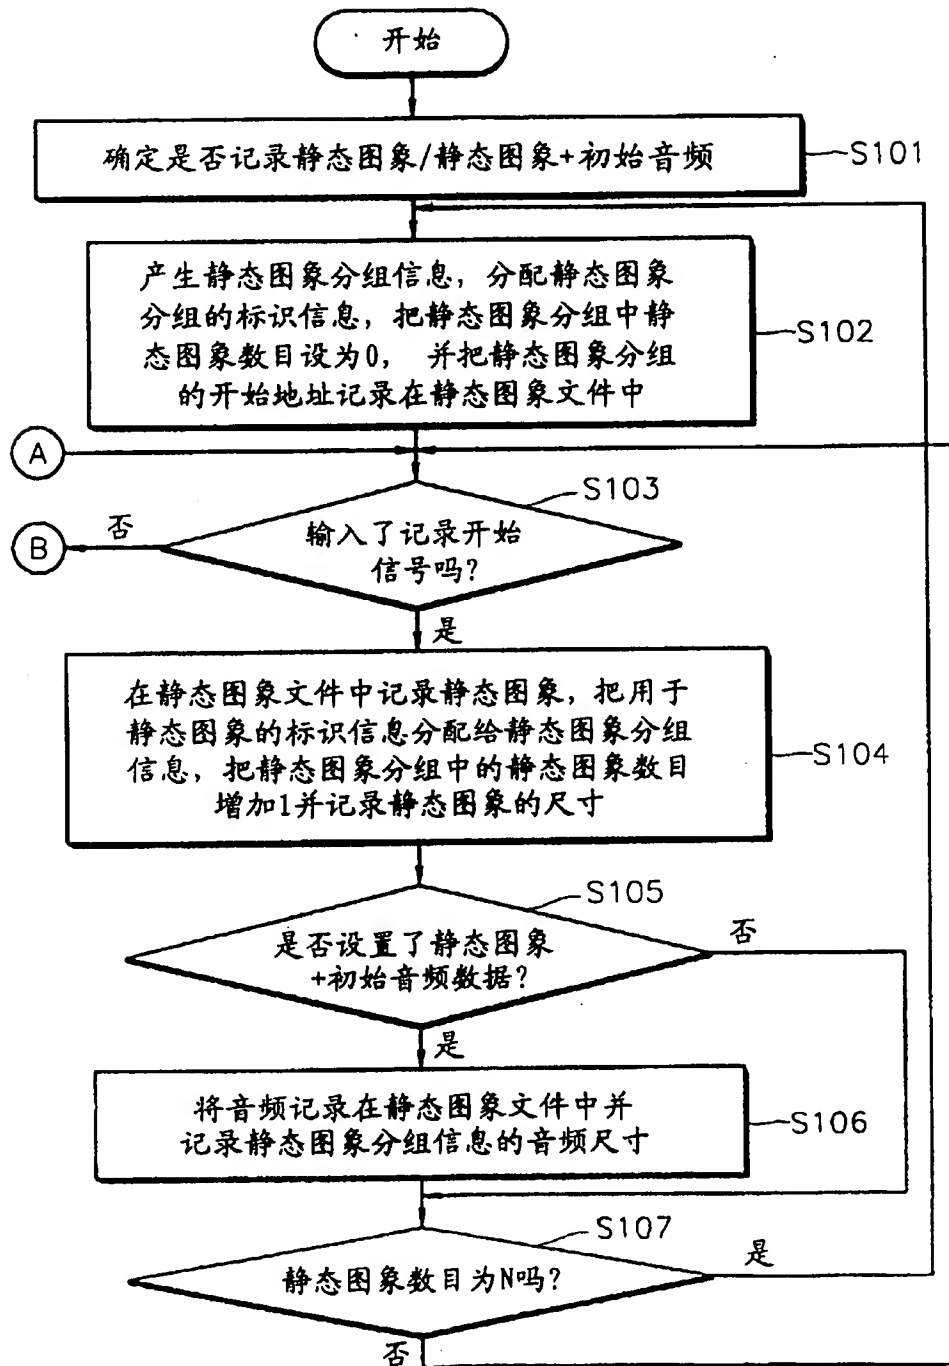 开始
确定是否记录静态图象/静态图象+初始音频
S101
产生静态图象分组信息，分配静态图象
分组的标识信息，把静态图象分组中静
态图象数目设为0， 并把静态图象分组
的开始地址记录在静态图象文件中
S102
A
S103
输入了记录开始
信号吗？
否
B
是
在静态图象文件中记录静态图象，把用于
静态图象的标识信息分配给静态图象分组
信息，把静态图象分组中的静态图象数目
增加1并记录静态图象的尺寸
S104
S105
是否设置了静态图象
+初始音频数据？
否
是
将音频记录在静态图象文件中并
记录静态图象分组信息的音频尺寸
S106
S107
静态图象数目为N吗？
是
否